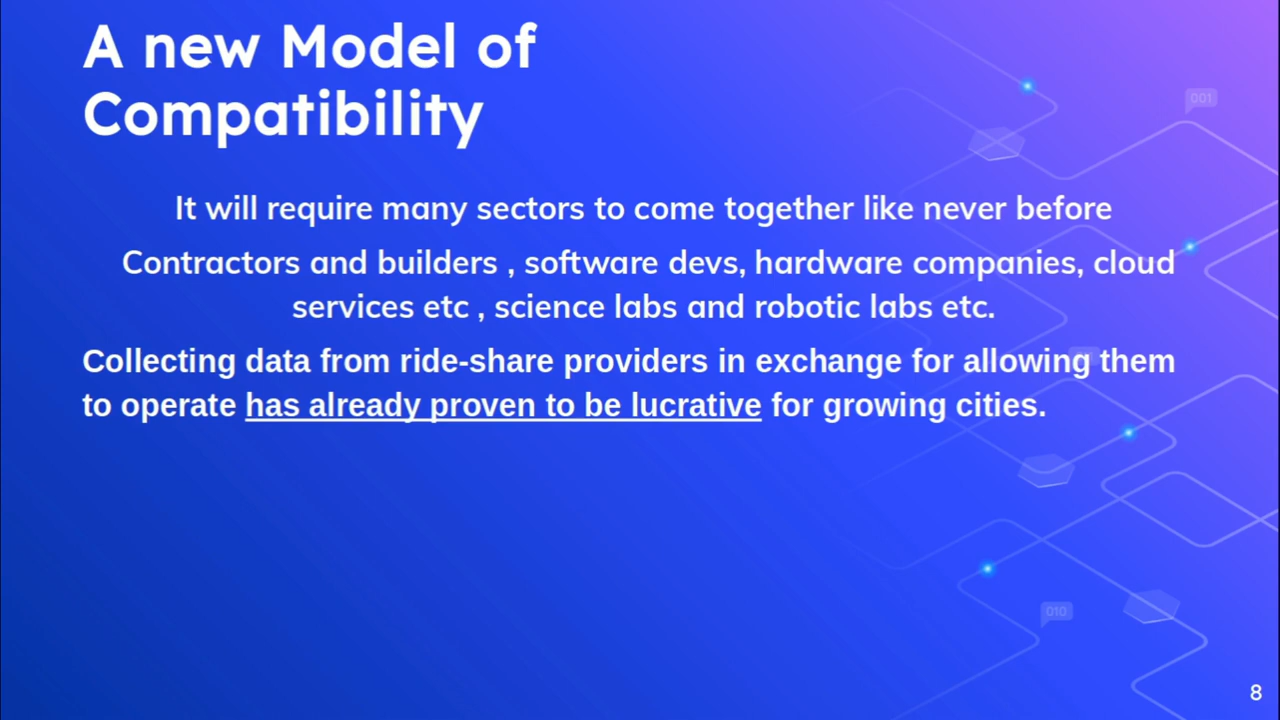 A new Model of
Compatibility
It will require many sectors to come together like never before
Contractors and builders , software devs, hardware companies, cloud
services etc , science labs and robotic labs etc.
Collecting data from ride-share providers in exchange for allowing them
to operate has already proven to be lucrative for growing cities.
001
010
8